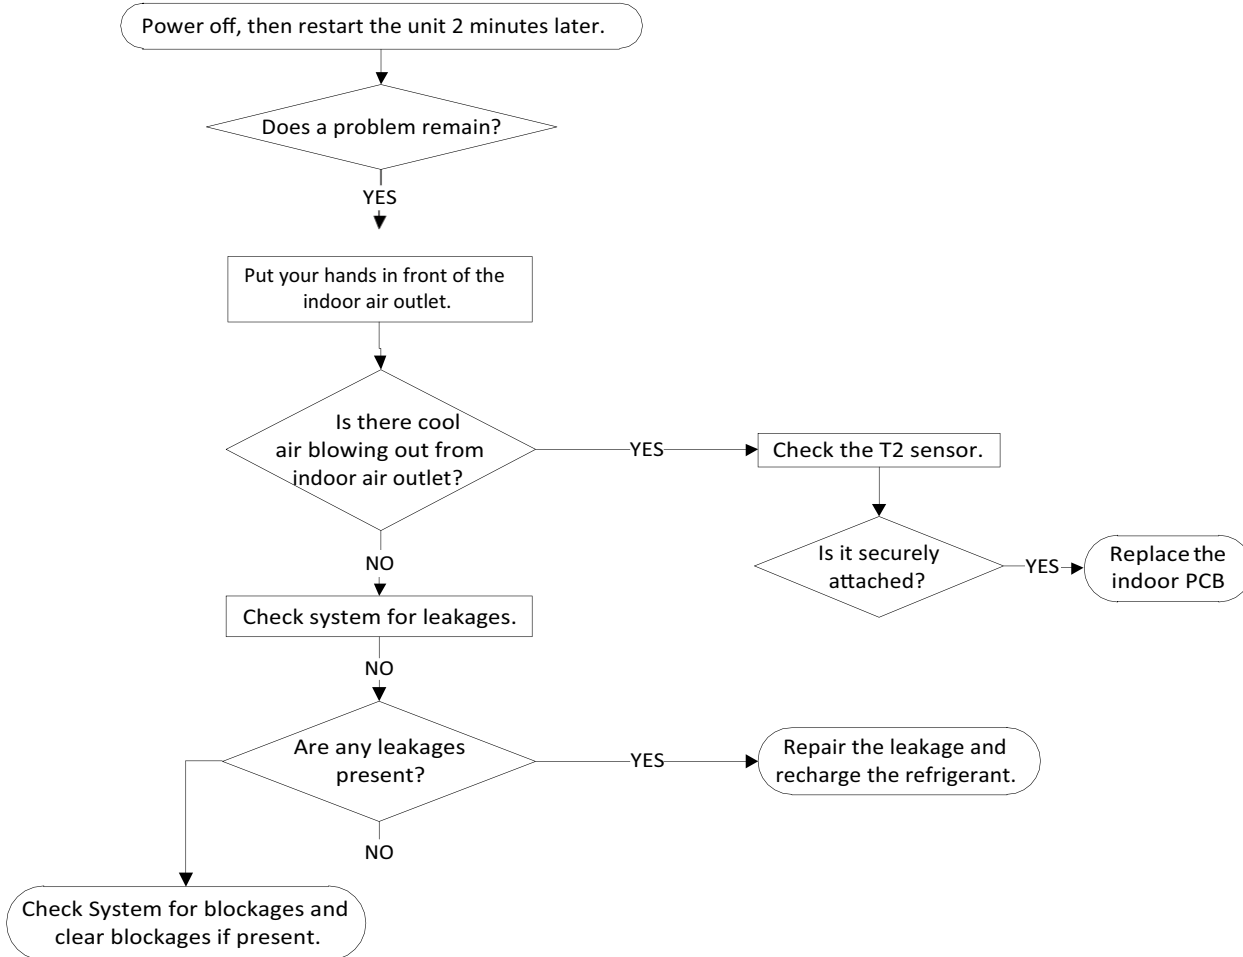 Power off, then restart the unit 2 minutes later.
Does a problem remain?
YES
Put your hands in front of the
indoor air outlet.
Is there cool
air blowing out from
indoor air outlet?
YES
Check the T2 sensor.
Is it securely
attached?
YES
Replace the
indoor PCB
NO
Check system for leakages.
NO
Are any leakages
present?
YES
Repair the leakage and
recharge the refrigerant.
NO
Check System for blockages and
clear blockages if present.